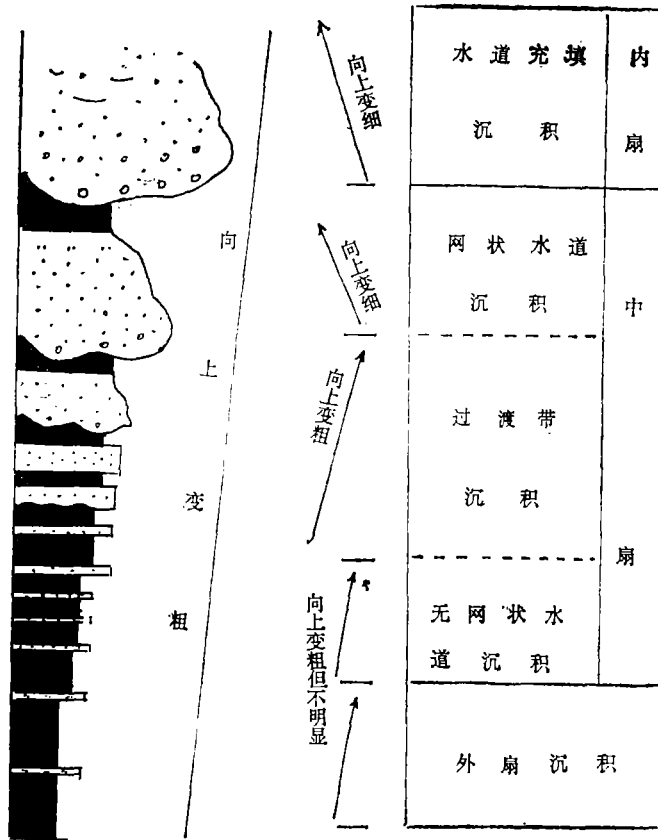 向上变粗
向上变细
向上变细
向上变粗
向上变粗但不明显
水道充填
沉积
内扇
网状水道
沉积
过渡带
沉积
无网状水
道沉积
中扇
外扇沉积